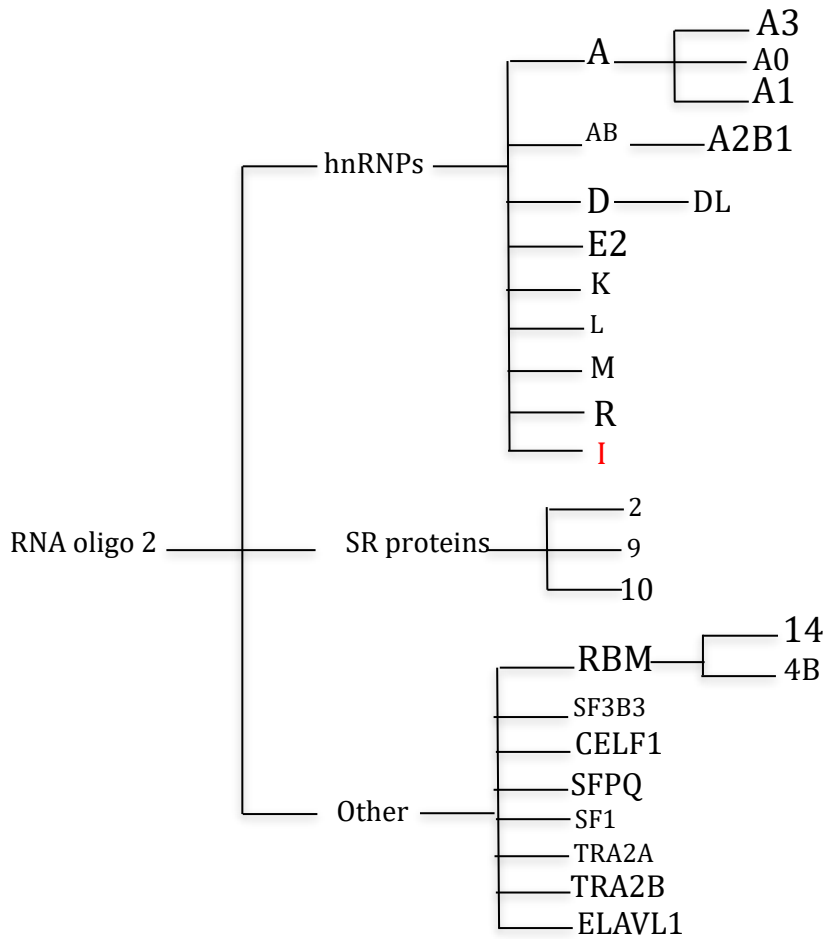 RNA oligo 2
hnRNPs
A
A3
A0
A1
AB
A2B1
D
DL
E2
K
L
M
R
I
SR proteins
2
9
10
Other
RBM
14
4B
SF3B3
CELF1
SFPQ
SF1
TRA2A
TRA2B
ELAVL1